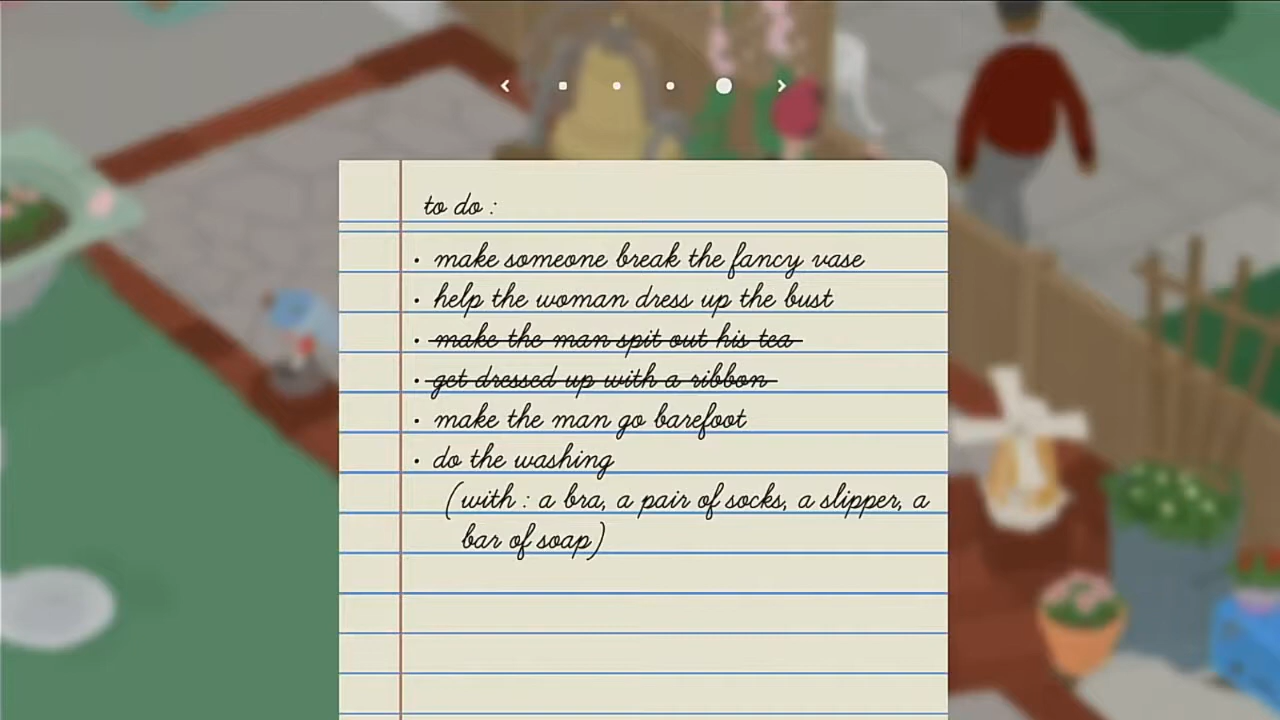 to do :
• make someone break the fancy vase
• help the woman dress up the bust
• make the man spit out his tea
• get dressed up with a ribbon
• make the man go barefoot
• do the washing
(with : a bra, a pair of socks, a slipper, a
bar of soap)